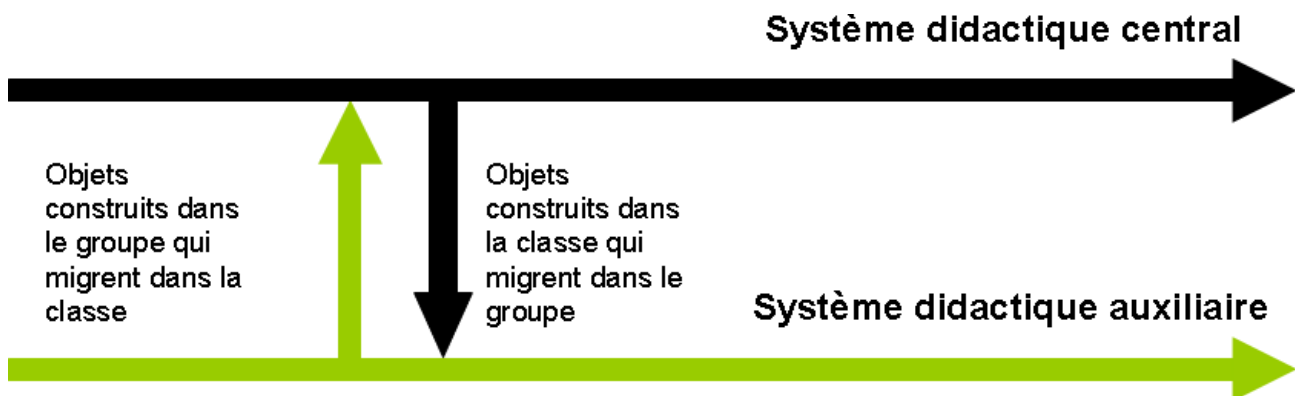 Système didactique central
Objets
construits dans
le groupe qui
migrent dans la
classe
Objets
construits dans
la classe qui
migrent dans le
groupe
Système didactique auxiliaire